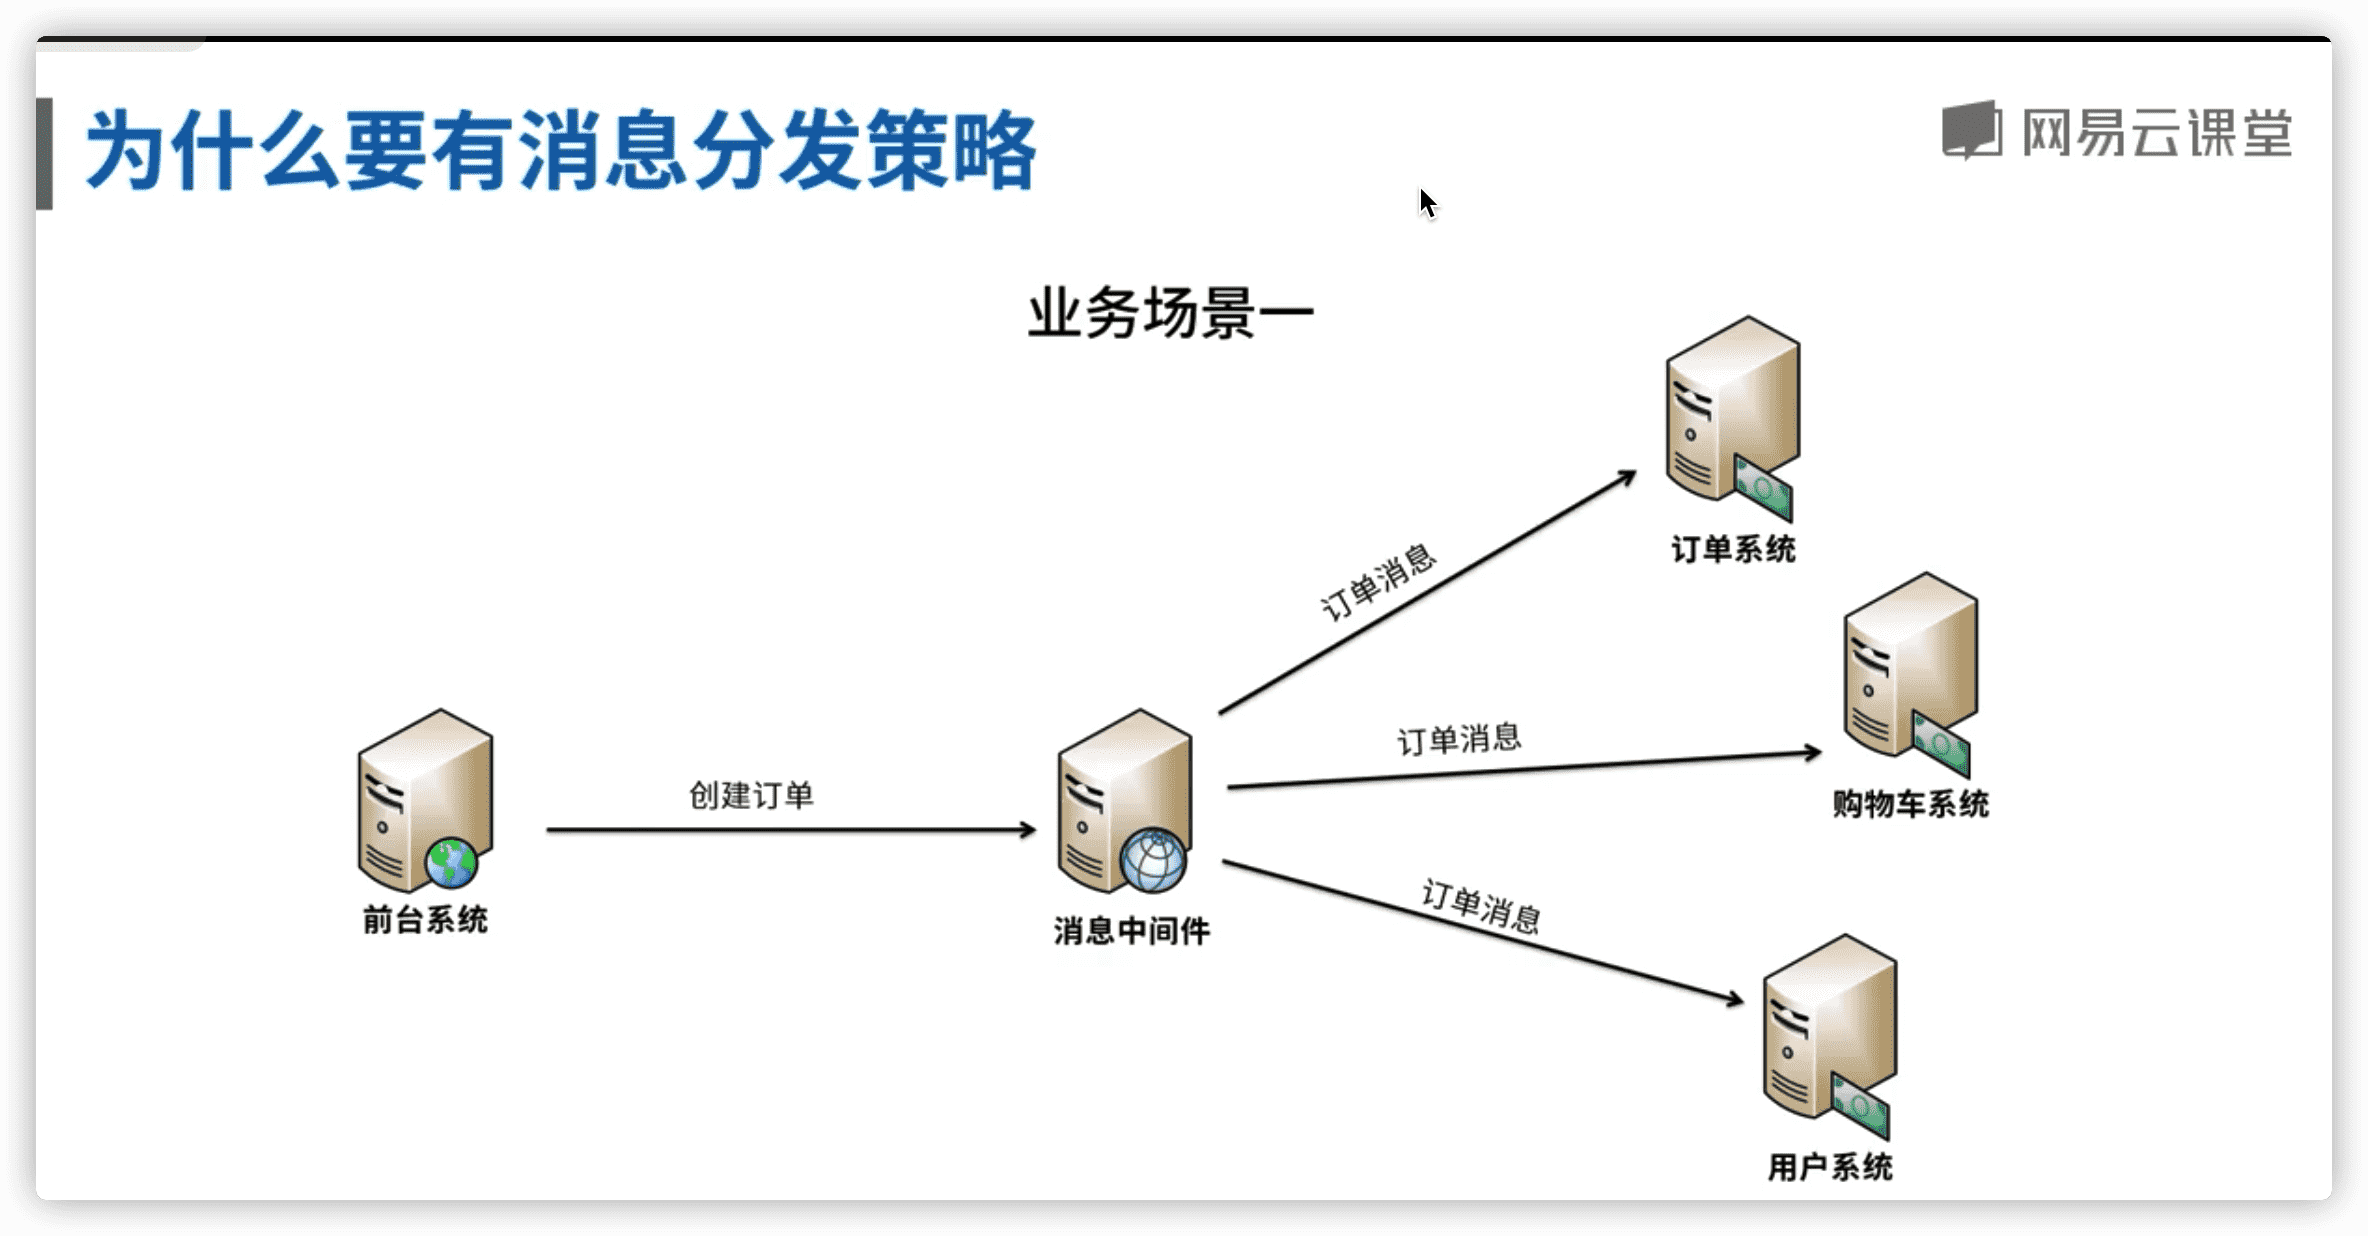 为什么要有消息分发策略
网易云课堂
业务场景一
订单系统
订单消息
购物车系统
订单消息
创建订单
前台系统
消息中间件
订单消息
用户系统